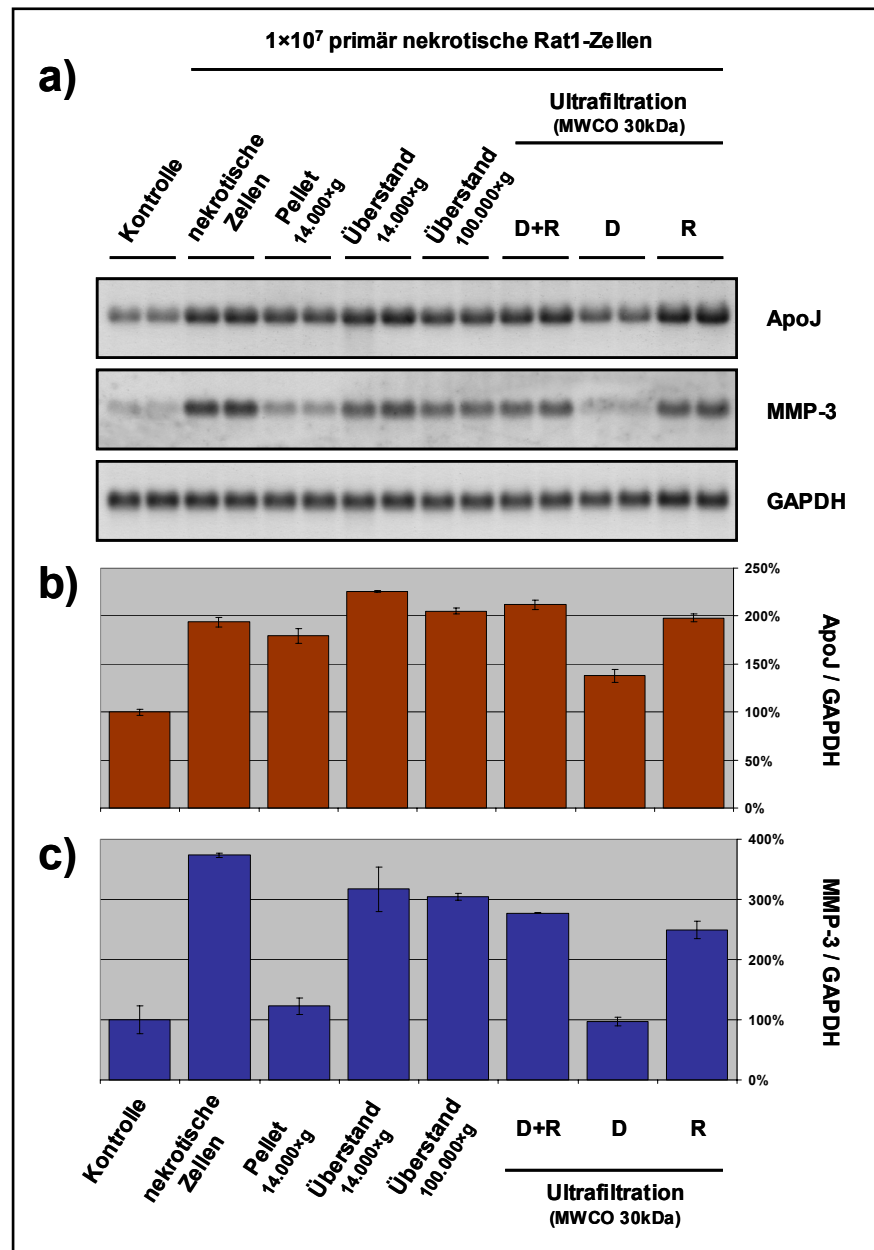 1×10⁷ primär nekrotische Rat1-Zellen
a)
Ultrafiltration
(MWCO 30kDa)
Kontrolle
nekrotische
Zellen
Pellet
14.000×g
Überstand
14.000×g
Überstand
100.000×g
D+R
D
R
ApoJ
MMP-3
GAPDH
b)
250%
200%
150%
100%
50%
0%
ApoJ / GAPDH
c)
400%
300%
200%
100%
0%
MMP-3 / GAPDH
Kontrolle
nekrotische
Zellen
Pellet
14.000×g
Überstand
14.000×g
Überstand
100.000×g
D+R
D
R
Ultrafiltration
(MWCO 30kDa)